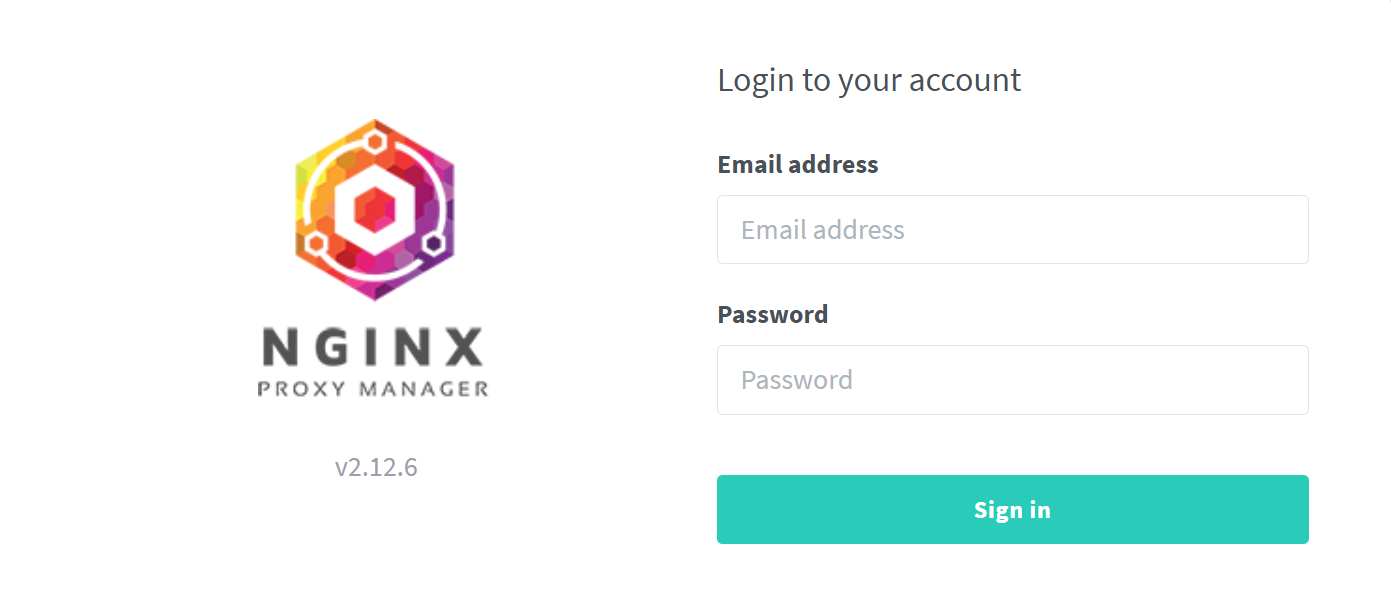 NGINX
PROXY MANAGER
v2.12.6
Login to your account
Email address
Email address
Password
Password
Sign in